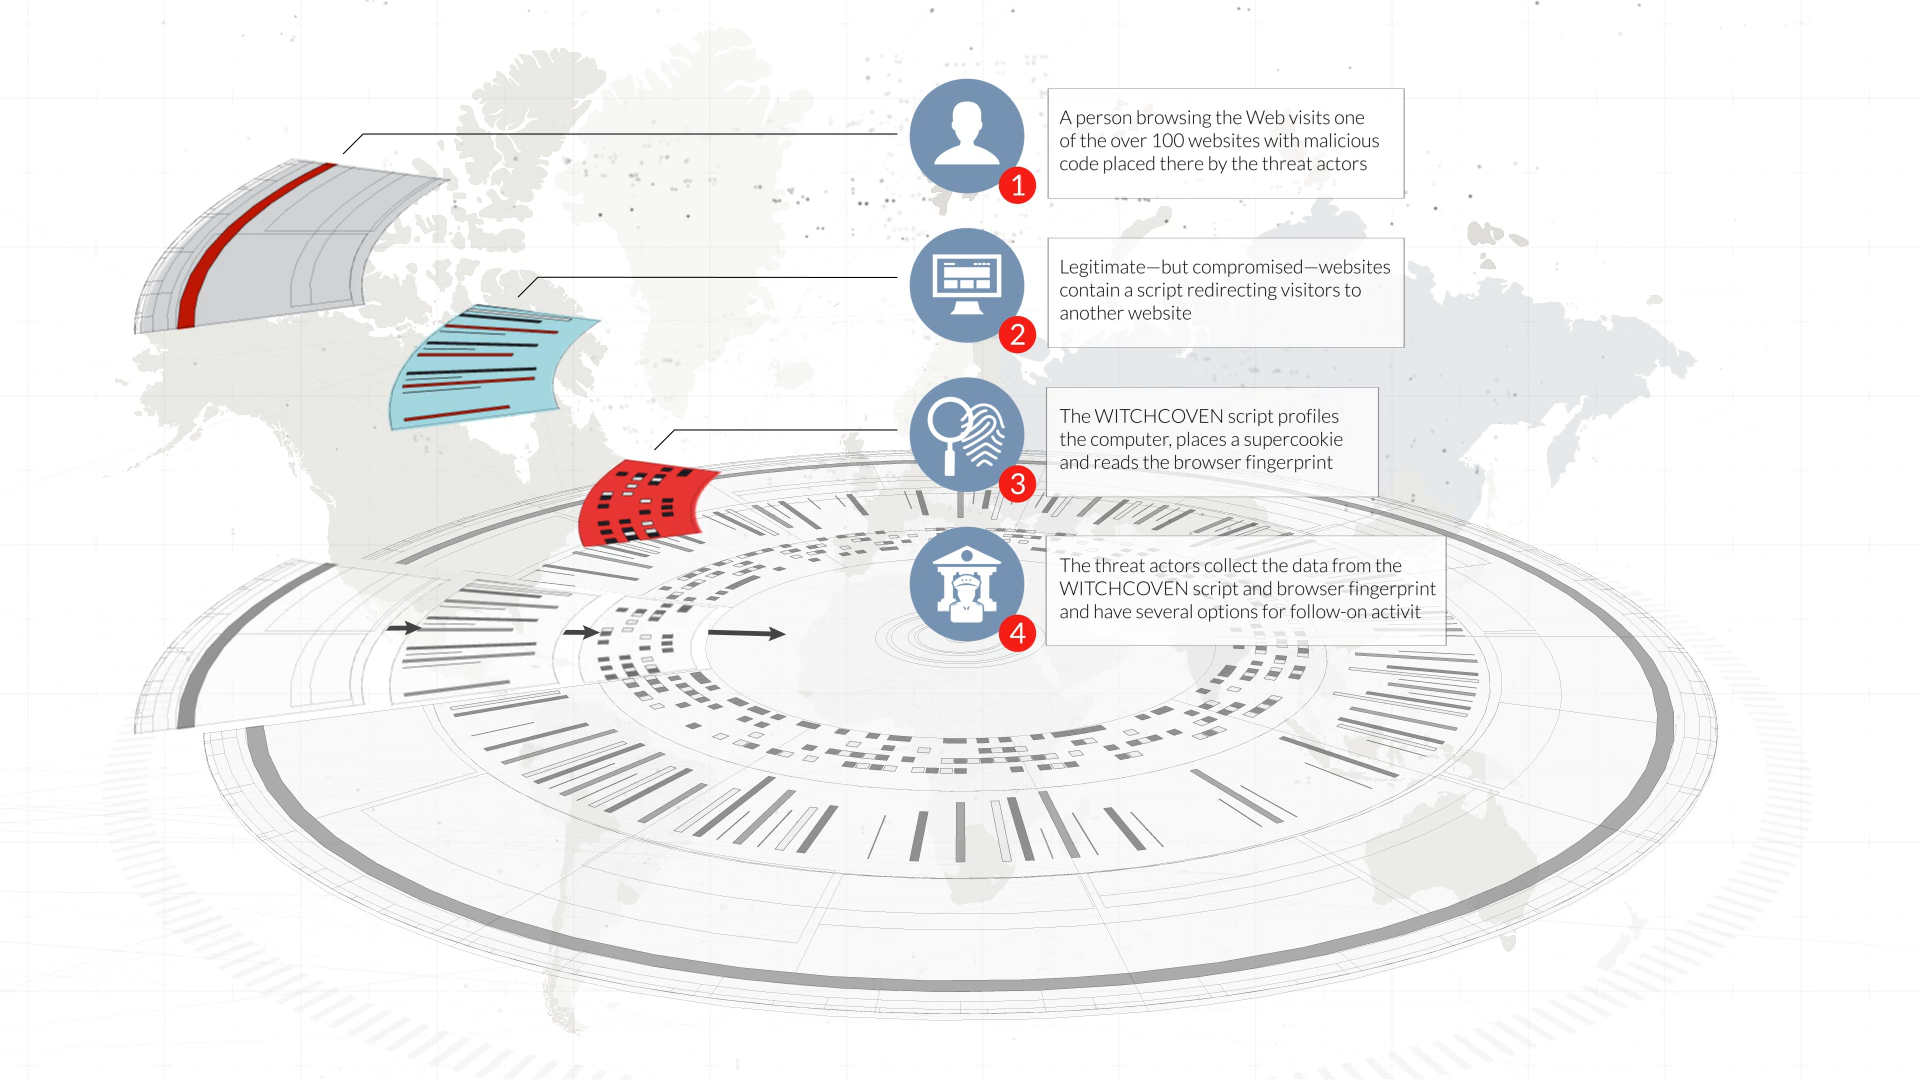 A person browsing the Web visits one
of the over 100 websites with malicious
code placed there by the threat actors
1
Legitimate—but compromised—websites
contain a script redirecting visitors to
another website
2
The WITCHCOVEN script profiles
the computer, places a supercookie
and reads the browser fingerprint
3
The threat actors collect the data from the
WITCHCOVEN script and browser fingerprint
and have several options for follow-on activit
4